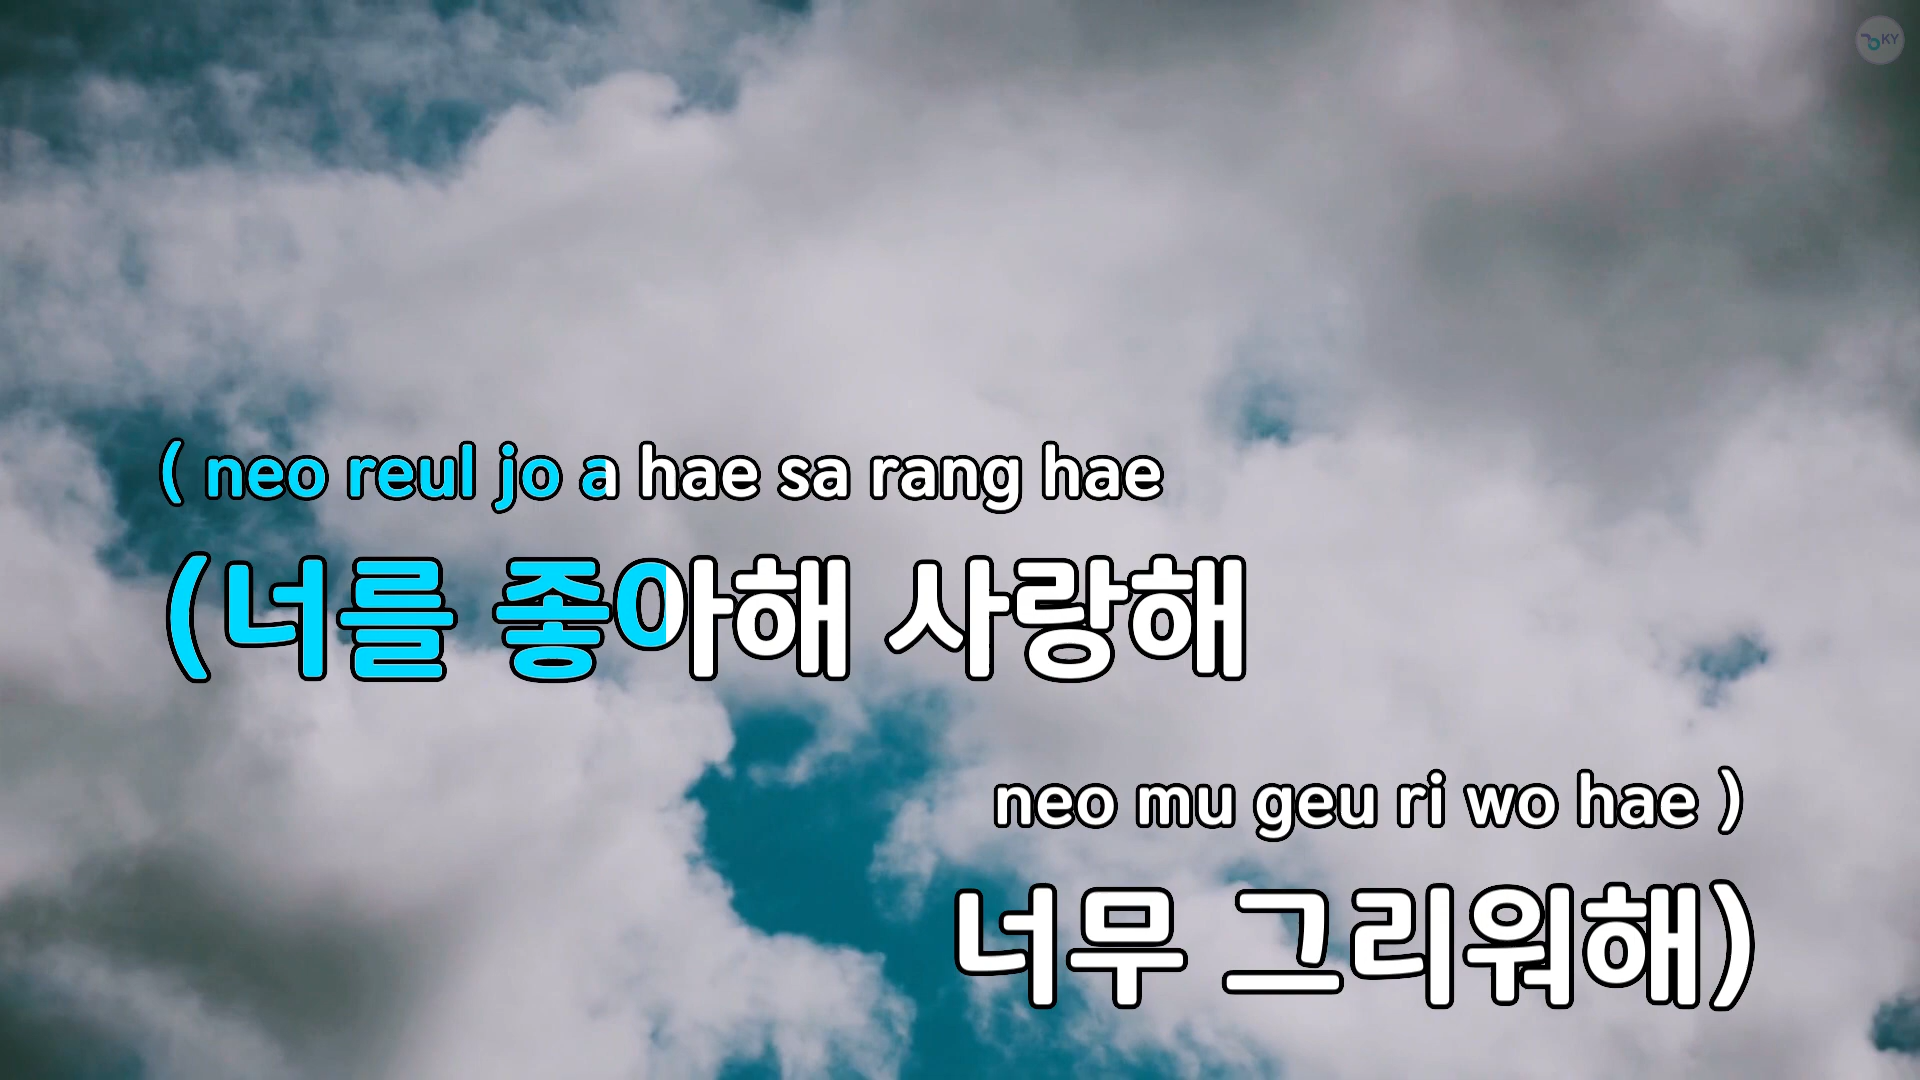 KY
( neo reul jo a hae sa rang hae
(너를 좋아해 사랑해
neo mu geu ri wo hae )
너무 그리워해)